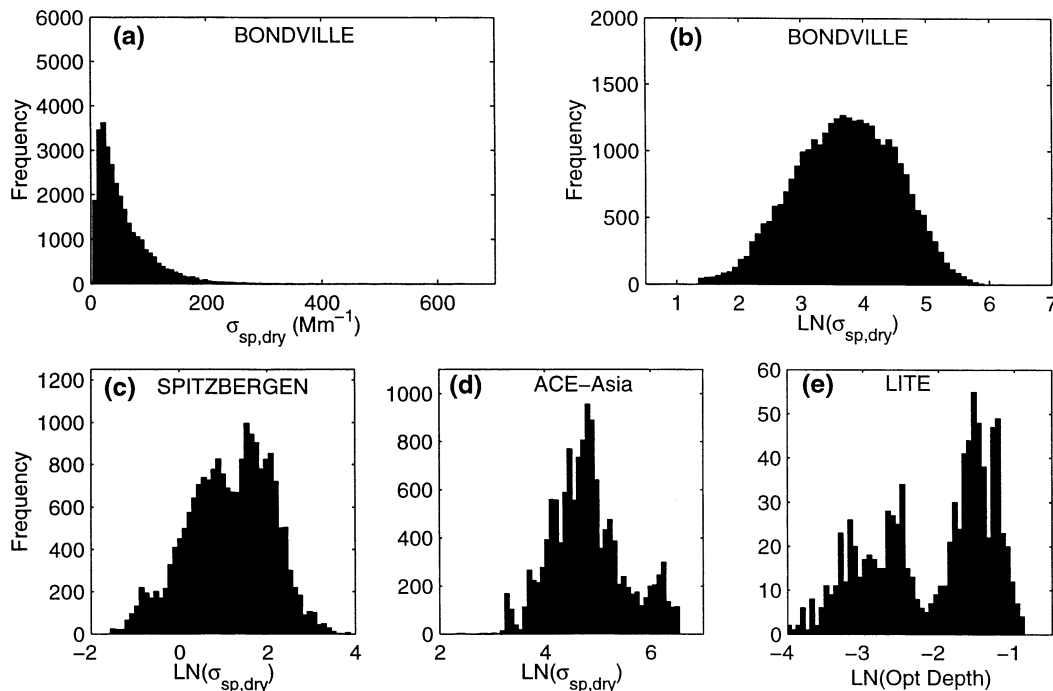 (a) BONDVILLE
Frequency
6000
5000
4000
3000
2000
1000
0
0 200 400 600
σsp,dry (Mm−1)
(b) BONDVILLE
Frequency
2000
1500
1000
500
0
1 2 3 4 5 6 7
LN(σsp,dry)
(c) SPITZBERGEN
Frequency
1200
1000
800
600
400
200
0
−2 0 2 4
LN(σsp,dry)
(d) ACE−Asia
1000
800
600
400
200
0
2 4 6
LN(σsp,dry)
(e) LITE
60
50
40
30
20
10
0
−4 −3 −2 −1
LN(Opt Depth)